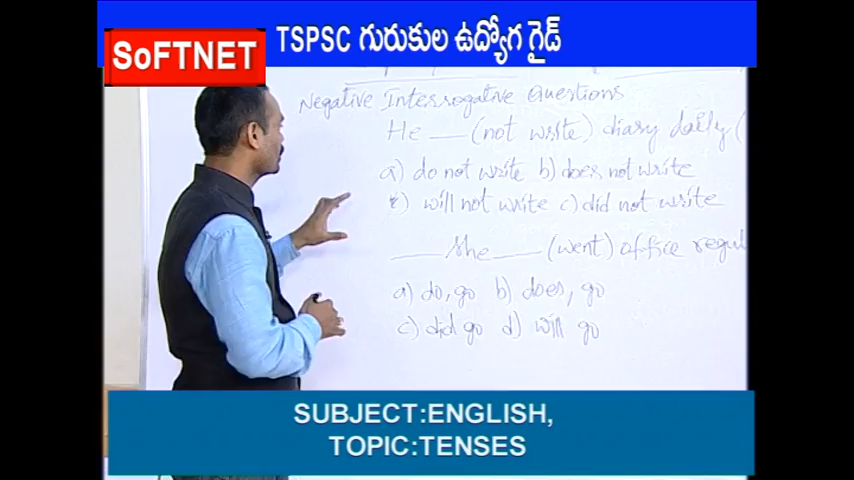 SoFTNET
TSPSC గురుకుల ఉద్యోగ గైడ్
Negative Interrogative Questions
He ___ (not write) diary daily (
a) do not write b) does not write
c) will not write c) did not write
___ she ___ (went) office regul
a) do, go b) does, go
c) did go d) will go
SUBJECT:ENGLISH,
TOPIC:TENSES